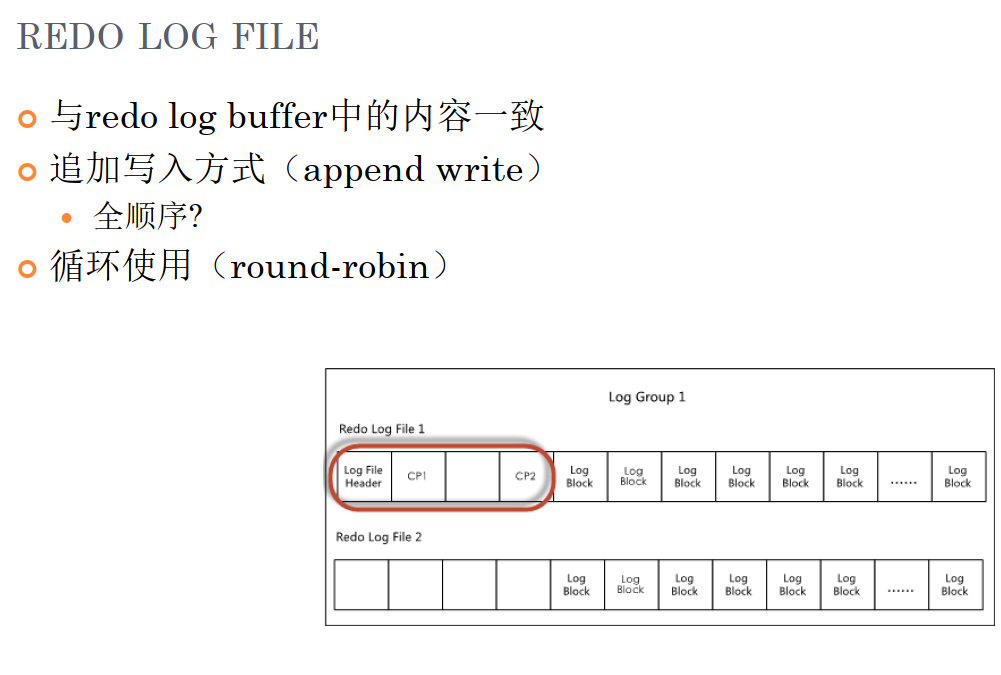 REDO LOG FILE
与redo log buffer中的内容一致
追加写入方式（append write）
全顺序?
循环使用（round-robin）
Log Group 1
Redo Log File 1
Log File Header CP1 CP2 Log Block Log Block Log Block Log Block Log Block Log Block ...... Log Block
Redo Log File 2
Log Block Log Block Log Block Log Block Log Block Log Block ...... Log Block